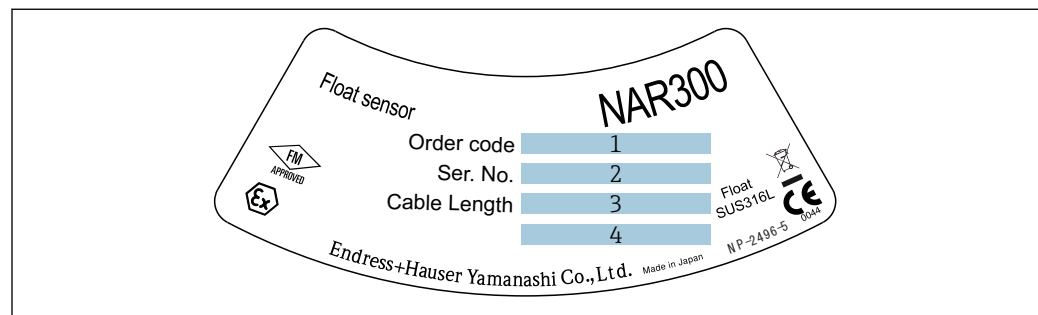 Float sensor
NAR300
Order code 1
Ser. No. 2
Cable Length 3
4
FM
APPROVED
Ex
Float
SUS316L
CE
0044
NP-2496-5
Endress+Hauser Yamanashi Co.,Ltd. Made in Japan